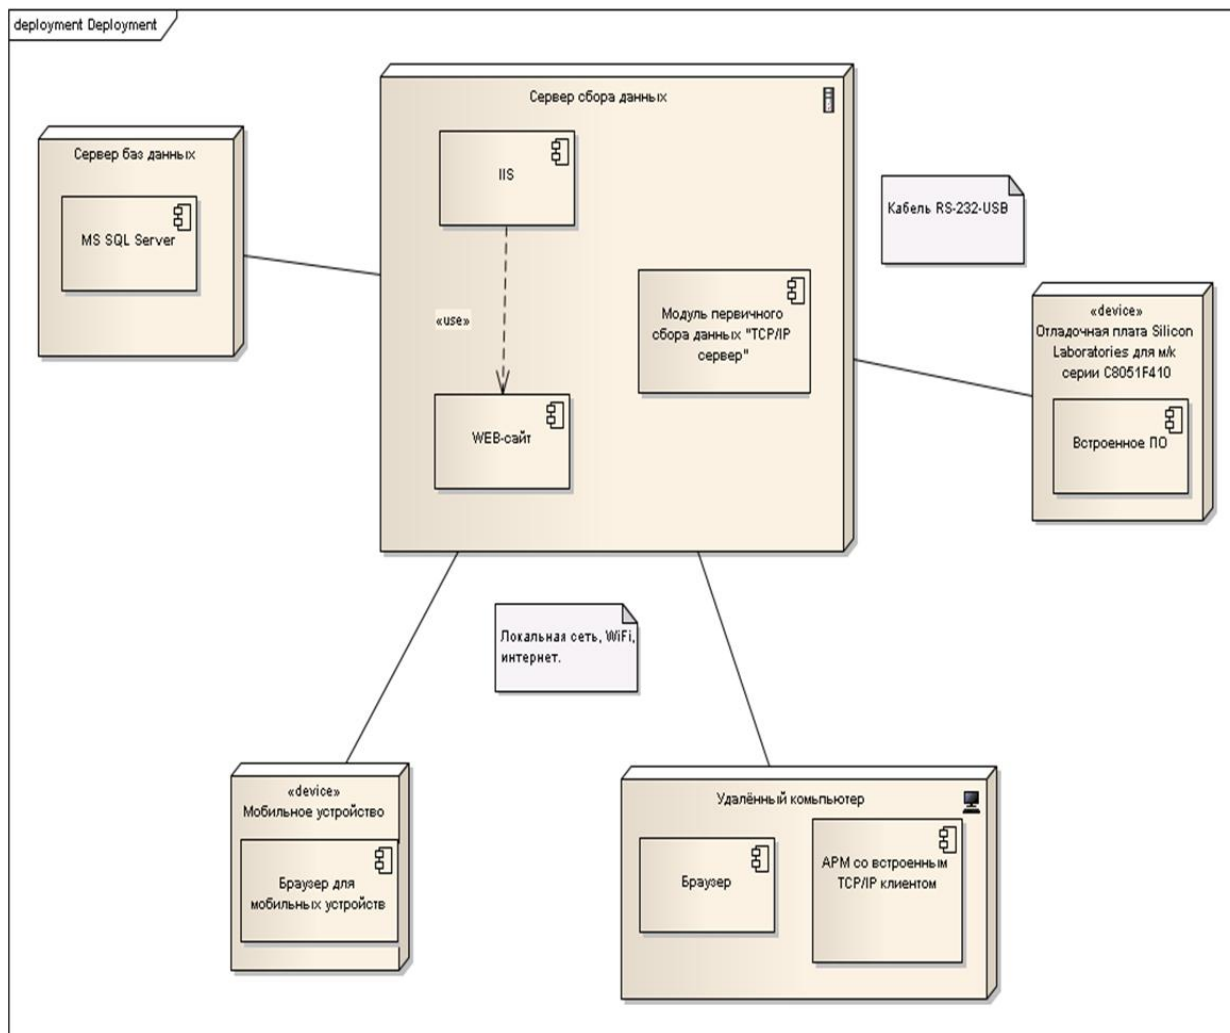 deployment Deployment
Сервер сбора данных
IIS
«use»
WEB-сайт
Модуль первичного
сбора данных "TCP/IP
сервер"
Сервер баз данных
MS SQL Server
Кабель RS-232-USB
«device»
Отладочная плата Silicon
Laboratories для м/к
серии C8051F410
Встроенное ПО
Локальная сеть, WiFi,
интернет.
«device»
Мобильное устройство
Браузер для
мобильных устройств
Удалённый компьютер
Браузер
АРМ со встроенным
TCP/IP клиентом